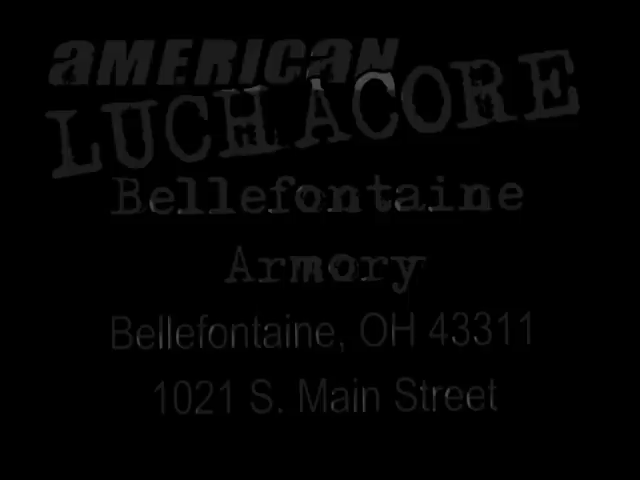 american
LUCHACORE
Bellefontaine
Armory
Bellefontaine, OH 43311
1021 S. Main Street